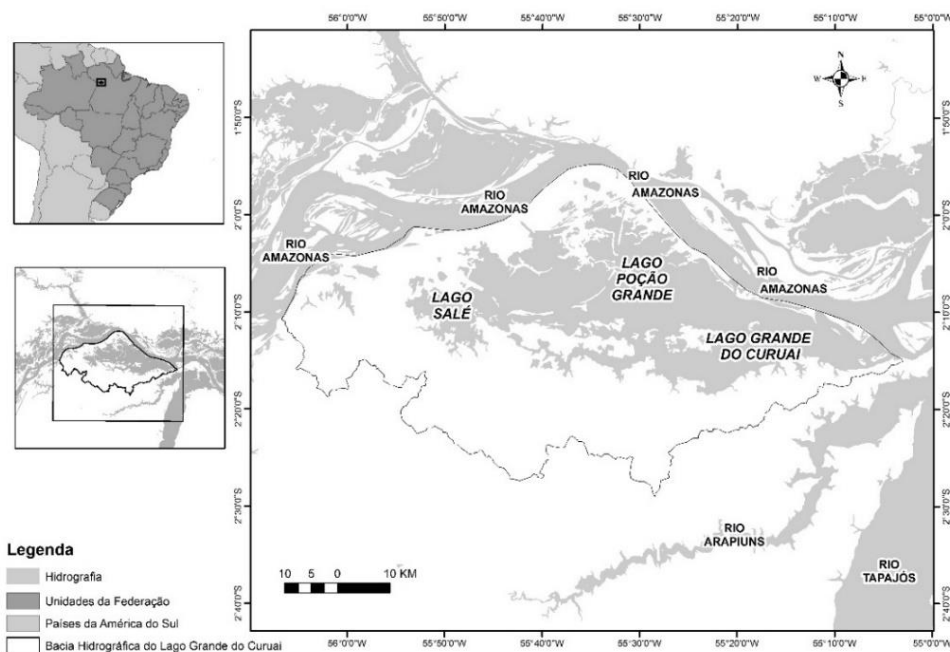 56°0'0"W 55°50'0"W 55°40'0"W 55°30'0"W 55°20'0"W 55°10'0"W 55°0'0"W
N
W E
S
1°50'0"S 1°50'0"S
RIO
AMAZONAS
RIO
AMAZONAS
2°0'0"S 2°0'0"S
RIO
AMAZONAS
LAGO
POÇÃO
GRANDE
RIO
AMAZONAS
LAGO
SALÉ
2°10'0"S 2°10'0"S
LAGO GRANDE
DO CURUAI
2°20'0"S 2°20'0"S
2°30'0"S 2°30'0"S
RIO
ARAPIUNS
RIO
TAPAJÓS
10 5 0 10 KM
2°40'0"S 2°40'0"S
56°0'0"W 55°50'0"W 55°40'0"W 55°30'0"W 55°20'0"W 55°10'0"W 55°0'0"W
Legenda
Hidrografia
Unidades da Federação
Países da América do Sul
Bacia Hidrográfica do Lago Grande do Curuai